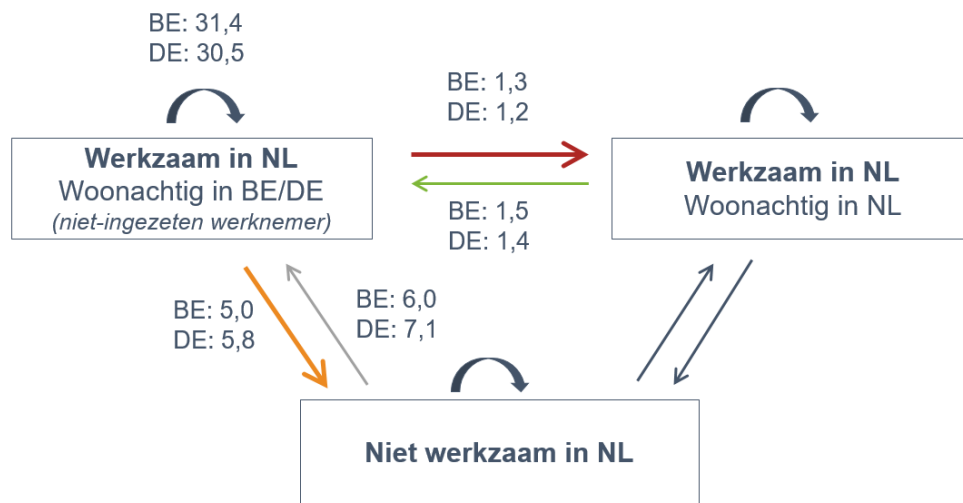 BE: 31,4
DE: 30,5
BE: 1,3
DE: 1,2
Werkzaam in NL
Woonachtig in BE/DE
(niet-ingezeten werknemer)
Werkzaam in NL
Woonachtig in NL
BE: 1,5
DE: 1,4
BE: 5,0
DE: 5,8
BE: 6,0
DE: 7,1
Niet werkzaam in NL